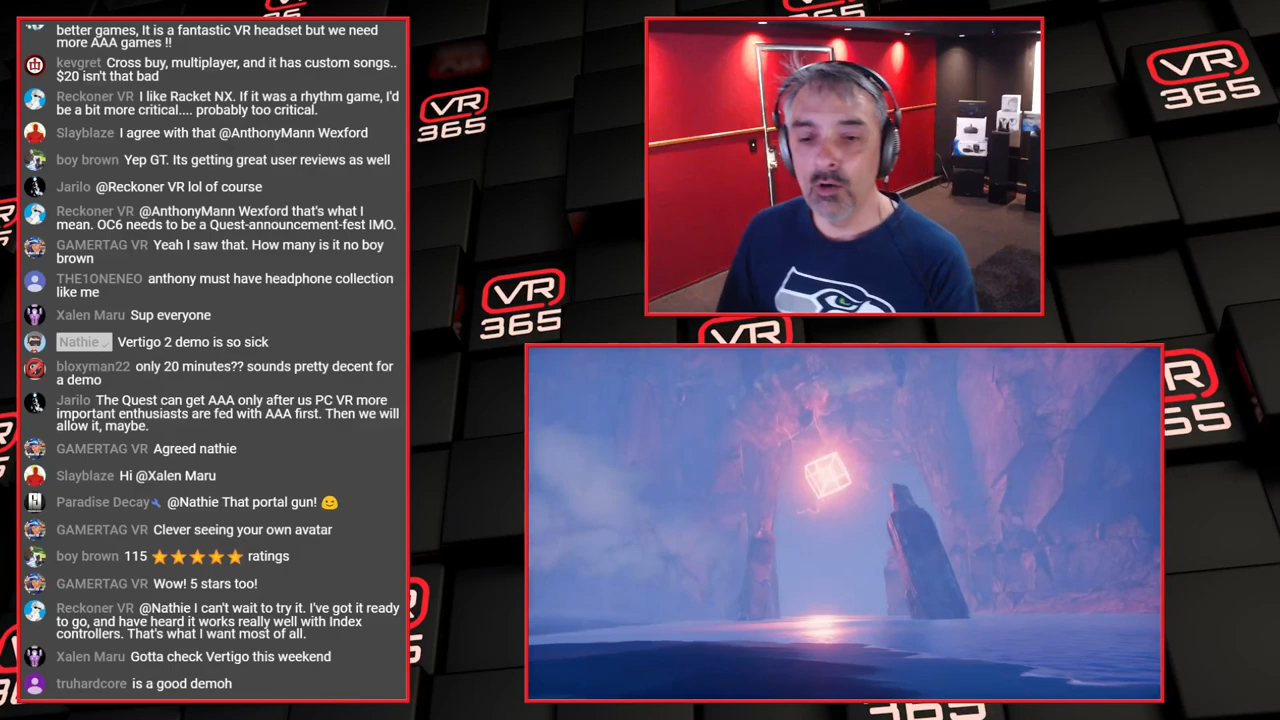 better games, It is a fantastic VR headset but we need
more AAA games !!
kevgret Cross buy, multiplayer, and it has custom songs..
$20 isn't that bad
Reckoner VR I like Racket NX. If it was a rhythm game, I'd
be a bit more critical.... probably too critical.
Slayblaze I agree with that @AnthonyMann Wexford
boy brown Yep GT. Its getting great user reviews as well
Jarilo @Reckoner VR lol of course
Reckoner VR @AnthonyMann Wexford that's what I
mean. OC6 needs to be a Quest-announcement-fest IMO.
GAMERTAG VR Yeah I saw that. How many is it no boy
brown
THE1ONENEO anthony must have headphone collection
like me
Xalen Maru Sup everyone
Nathie Vertigo 2 demo is so sick
bloxyman22 only 20 minutes?? sounds pretty decent for
a demo
Jarilo The Quest can get AAA only after us PC VR more
important enthusiasts are fed with AAA first. Then we will
allow it, maybe.
GAMERTAG VR Agreed nathie
Slayblaze Hi @Xalen Maru
Paradise Decay @Nathie That portal gun!
GAMERTAG VR Clever seeing your own avatar
boy brown 115 ratings
GAMERTAG VR Wow! 5 stars too!
Reckoner VR @Nathie I can't wait to try it. I've got it ready
to go, and have heard it works really well with Index
controllers. That's what I want most of all.
Xalen Maru Gotta check Vertigo this weekend
truhardcore is a good demoh
VR
365
VR
365
VR
365
VR
R
65
365